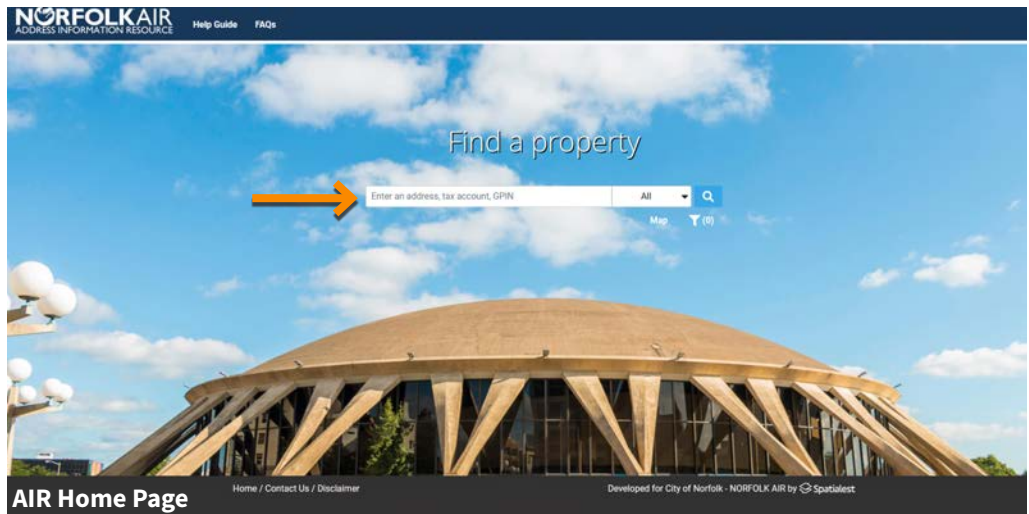 NORFOLKAIR
ADDRESS INFORMATION RESOURCE
Help Guide FAQs
Find a property
Enter an address, tax account, GPIN All
Map (0)
Home / Contact Us / Disclaimer Developed for City of Norfolk - NORFOLK AIR by Spatialest
AIR Home Page